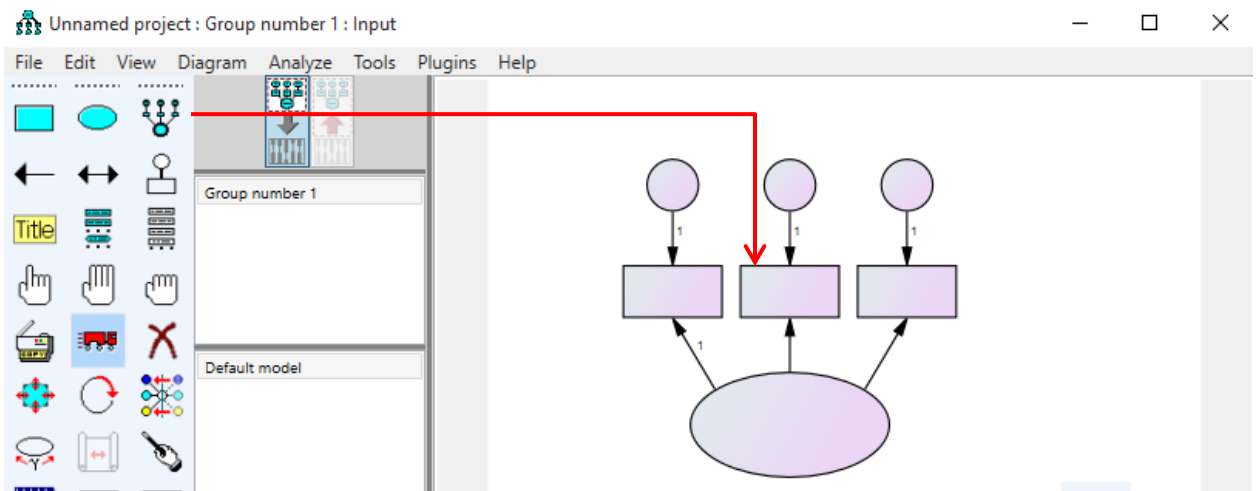 Unnamed project : Group number 1 : Input
File Edit View Diagram Analyze Tools Plugins Help
Title
Group number 1
Default model
COPY
1 1 1
1